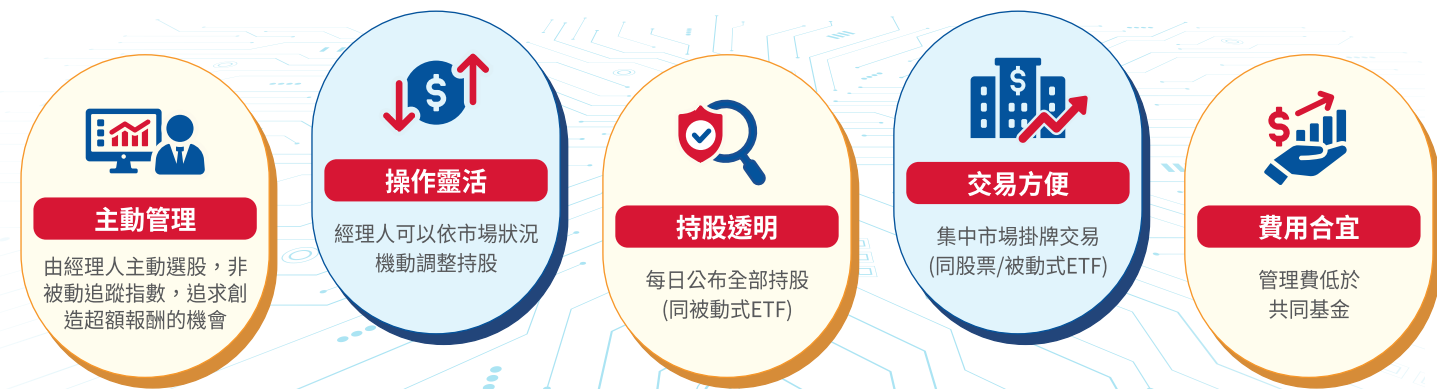 主動管理
由經理人主動選股，非
被動追蹤指數，追求創
造超額報酬的機會
操作靈活
經理人可以依市場狀況
機動調整持股
持股透明
每日公布全部持股
(同被動式ETF)
交易方便
集中市場掛牌交易
(同股票/被動式ETF)
費用合宜
管理費低於
共同基金